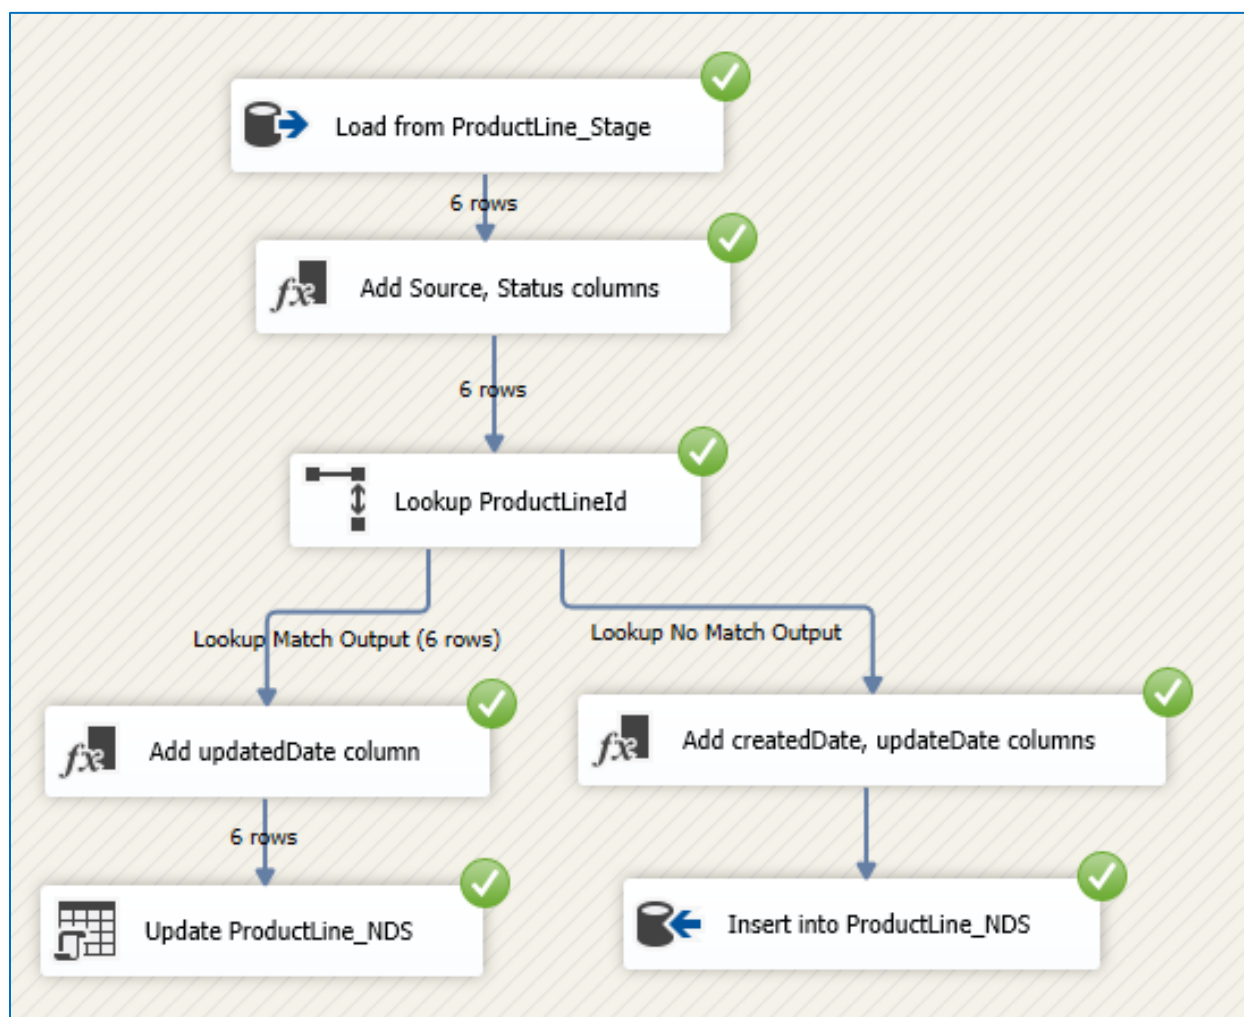 Load from ProductLine_Stage
6 rows
Add Source, Status columns
6 rows
Lookup ProductLineId
Lookup Match Output (6 rows)
Lookup No Match Output
Add updatedDate column
Add createdDate, updateDate columns
6 rows
Update ProductLine_NDS
Insert into ProductLine_NDS